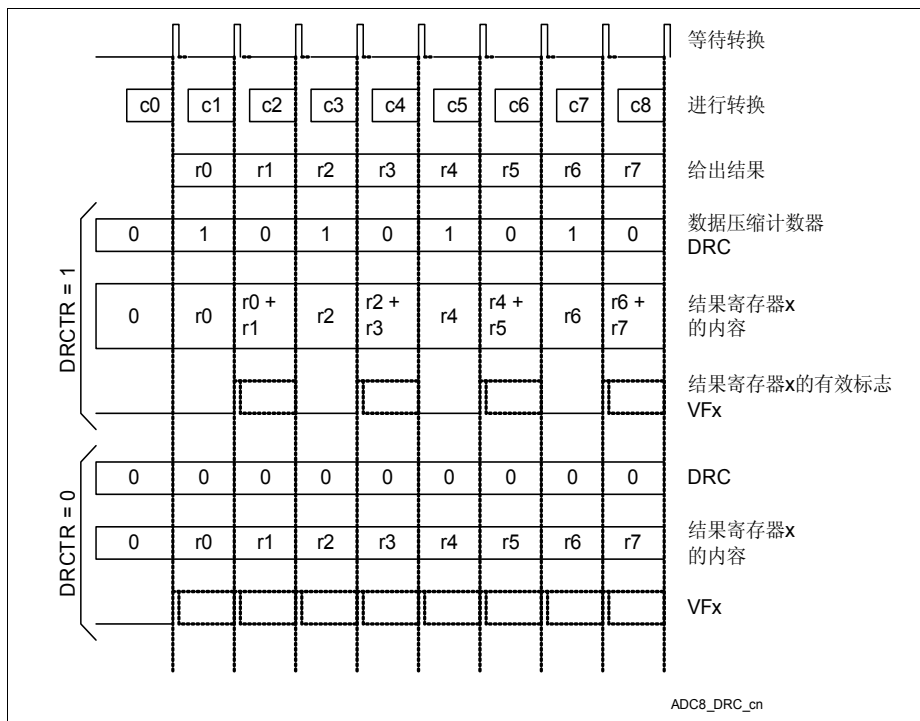 等待转换
c0 c1 c2 c3 c4 c5 c6 c7 c8 进行转换
r0 r1 r2 r3 r4 r5 r6 r7 给出结果
DRCTR = 1
0 1 0 1 0 1 0 1 0 数据压缩计数器
DRC
0 r0 r0 + r1 r2 r2 + r3 r4 r4 + r5 r6 r6 + r7 结果寄存器x
的内容
结果寄存器x的有效标志
VFx
DRCTR = 0
0 0 0 0 0 0 0 0 0 DRC
0 r0 r1 r2 r3 r4 r5 r6 r7 结果寄存器x
的内容
VFx
ADC8_DRC_cn